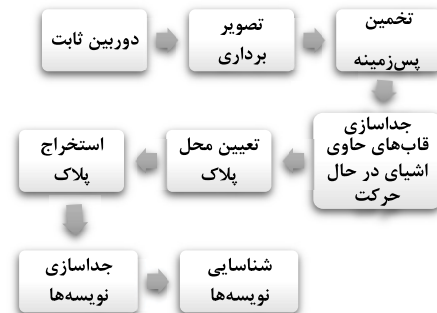 دوربین ثابت
تصویر
برداری
تخمین
پس‌زمینه
جداسازی
قاب‌های حاوی
اشیای در حال
حرکت
تعیین محل
پلاک
استخراج
پلاک
جداسازی
نویسه‌ها
شناسایی
نویسه‌ها